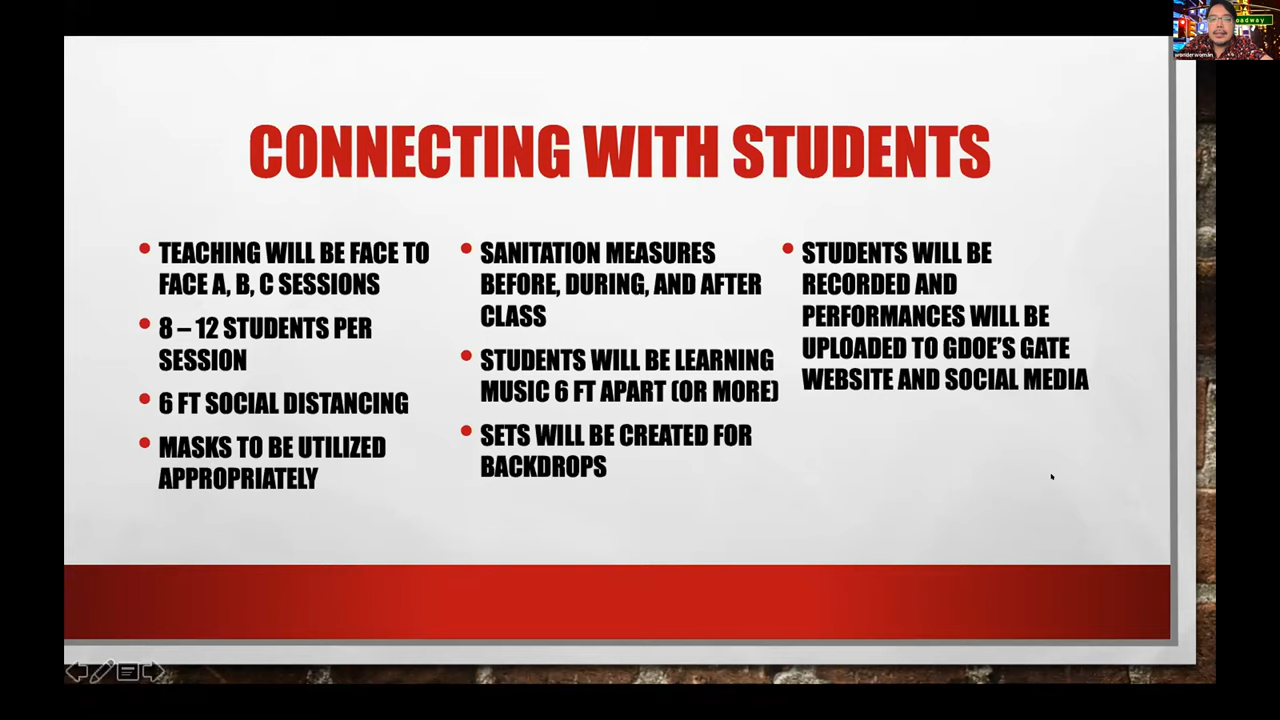 CONNECTING WITH STUDENTS
TEACHING WILL BE FACE TO
FACE A, B, C SESSIONS
8 – 12 STUDENTS PER
SESSION
6 FT SOCIAL DISTANCING
MASKS TO BE UTILIZED
APPROPRIATELY
SANITATION MEASURES
BEFORE, DURING, AND AFTER
CLASS
STUDENTS WILL BE LEARNING
MUSIC 6 FT APART (OR MORE)
SETS WILL BE CREATED FOR
BACKDROPS
STUDENTS WILL BE
RECORDED AND
PERFORMANCES WILL BE
UPLOADED TO GDOE'S GATE
WEBSITE AND SOCIAL MEDIA
oadway
wonderwoman